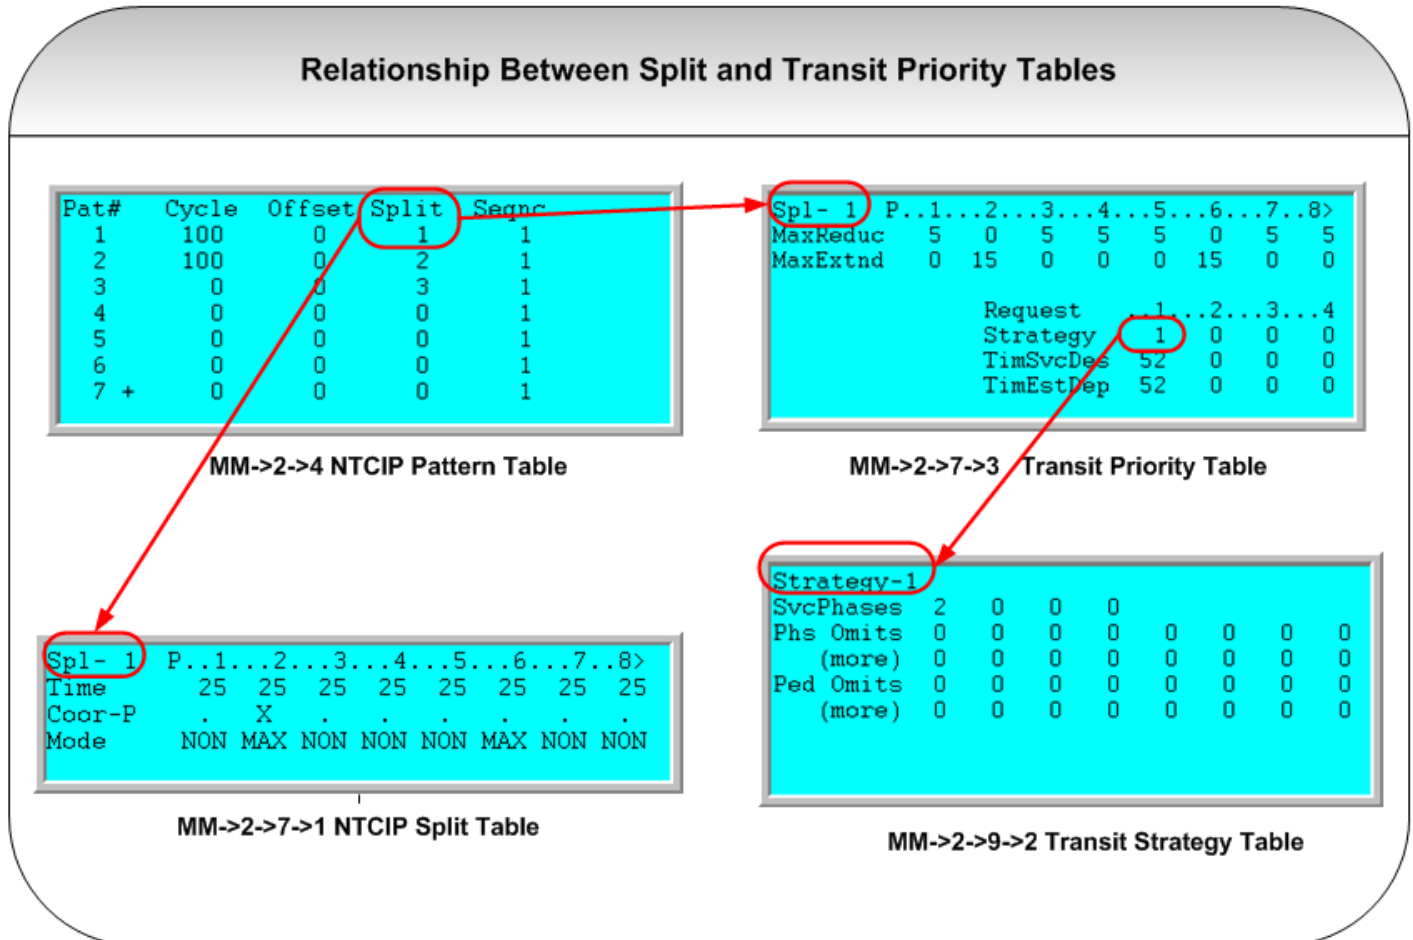 Relationship Between Split and Transit Priority Tables
Pat# Cycle Offset Split Seqnc
1 100 0 1 1
2 100 0 2 1
3 0 0 3 1
4 0 0 0 1
5 0 0 0 1
6 0 0 0 1
7 + 0 0 0 1
MM->2->4 NTCIP Pattern Table
Spl- 1 P..1...2...3...4...5...6...7..8>
MaxReduc 5 0 5 5 5 0 5 5
MaxExtnd 0 15 0 0 0 15 0 0
Request ..1...2...3...4
Strategy 1 0 0 0
TimSvcDes 52 0 0 0
TimEstDep 52 0 0 0
MM->2->7->3 Transit Priority Table
Spl- 1 P..1...2...3...4...5...6...7..8>
Time 25 25 25 25 25 25 25 25
Coor-P . X . . . . . .
Mode NON MAX NON NON NON MAX NON NON
MM->2->7->1 NTCIP Split Table
Strategy-1
SvcPhases 2 0 0 0
Phs Omits 0 0 0 0 0 0 0 0
(more) 0 0 0 0 0 0 0 0
Ped Omits 0 0 0 0 0 0 0 0
(more) 0 0 0 0 0 0 0 0
MM->2->9->2 Transit Strategy Table